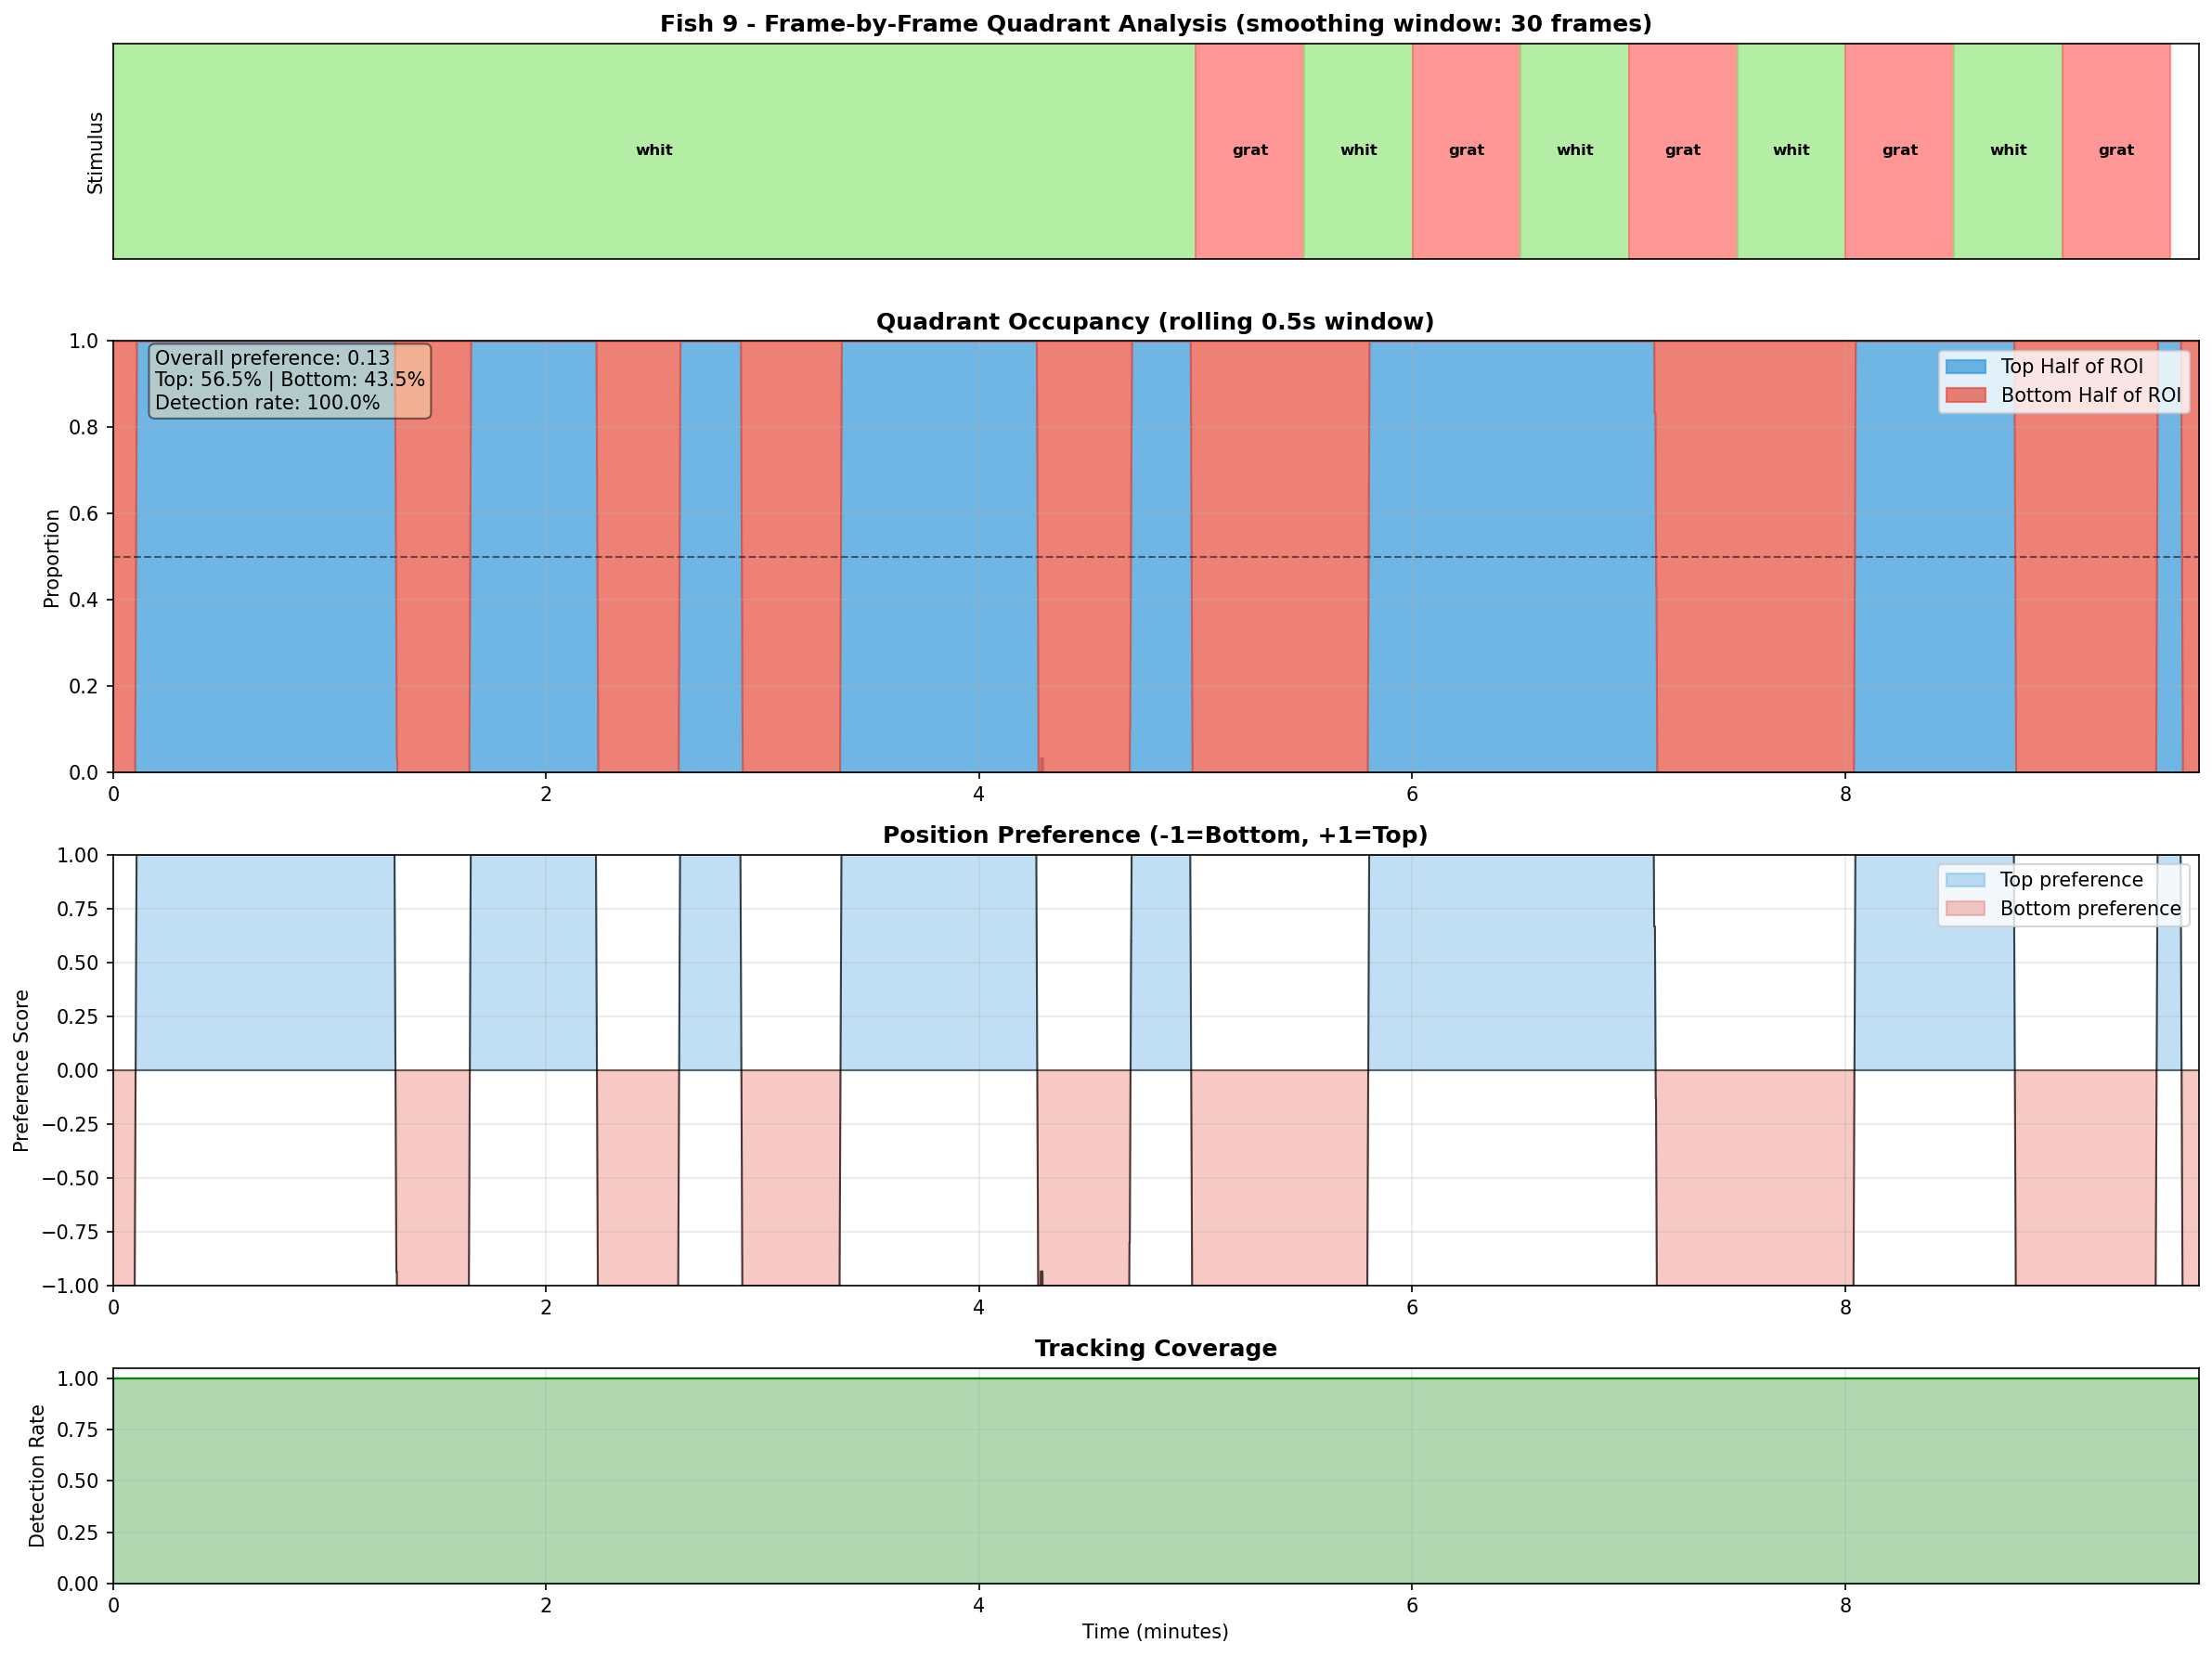 Fish 9 - Frame-by-Frame Quadrant Analysis (smoothing window: 30 frames)
Stimulus
whit
grat
whit
grat
whit
grat
whit
grat
whit
grat
Quadrant Occupancy (rolling 0.5s window)
Proportion
1.0
0.8
0.6
0.4
0.2
0.0
Overall preference: 0.13
Top: 56.5% | Bottom: 43.5%
Detection rate: 100.0%
Top Half of ROI
Bottom Half of ROI
0
2
4
6
8
Position Preference (-1=Bottom, +1=Top)
Preference Score
1.00
0.75
0.50
0.25
0.00
−0.25
−0.50
−0.75
−1.00
Top preference
Bottom preference
0
2
4
6
8
Tracking Coverage
Detection Rate
1.00
0.75
0.50
0.25
0.00
0
2
4
6
8
Time (minutes)